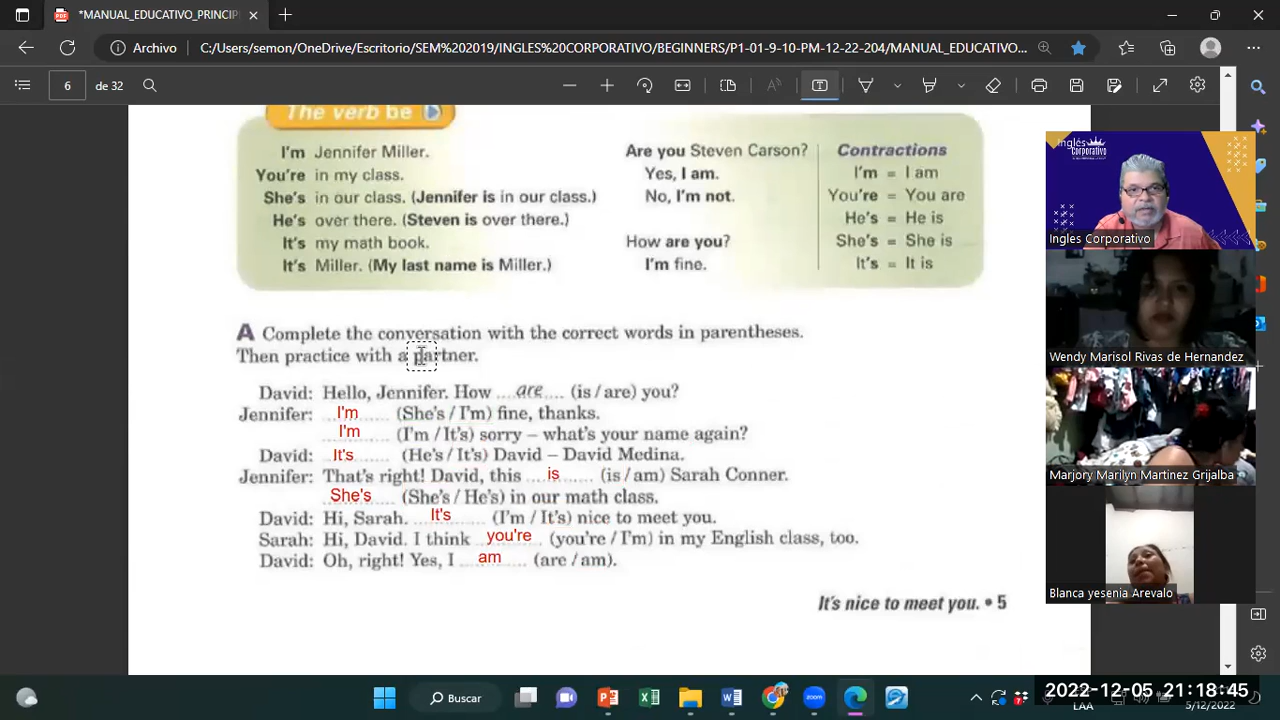 *MANUAL_EDUCATIVO_PRINCIP
Archivo
C:/Users/semon/OneDrive/Escritorio/SEM%202019/INGLES%20CORPORATIVO/BEGINNERS/P1-01-9-10-PM-12-22-204/MANUAL_EDUCATIVO...
6 de 32
The verb be
I'm Jennifer Miller.
You're in my class.
She's in our class. (Jennifer is in our class.)
He's over there. (Steven is over there.)
It's my math book.
It's Miller. (My last name is Miller.)
Are you Steven Carson?
Yes, I am.
No, I'm not.
How are you?
I'm fine.
Contractions
I'm = I am
You're = You are
He's = He is
She's = She is
It's = It is
A Complete the conversation with the correct words in parentheses.
Then practice with a partner.
David: Hello, Jennifer. How ....are.... (is / are) you?
Jennifer: I'm (She's / I'm) fine, thanks.
I'm (I'm / It's) sorry – what's your name again?
David: It's (He's / It's) David – David Medina.
Jennifer: That's right! David, this is (is / am) Sarah Conner.
She's (She's / He's) in our math class.
David: Hi, Sarah. It's (I'm / It's) nice to meet you.
Sarah: Hi, David. I think you're (you're / I'm) in my English class, too.
David: Oh, right! Yes, I am (are / am).
It's nice to meet you. • 5
Inglés
Corporativo
Ingles Corporativo
Wendy Marisol Rivas de Hernandez
Marjory Marilyn Martinez Grijalba
Blanca yesenia Arevalo
Buscar
2022-12-05 21:18:45
LAA
5/12/2022